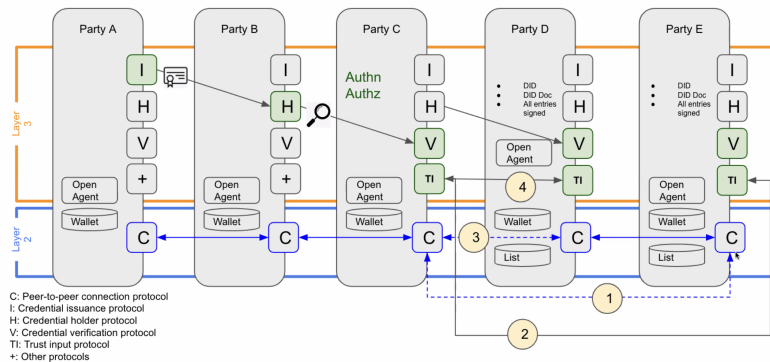 Party A
Party B
Party C
Party D
Party E
I
I
I
I
I
Authn
Authz
DID
DID Doc
All entries
signed
DID
DID Doc
All entries
signed
H
H
H
H
H
V
V
V
V
V
Open
Agent
+
+
TI
TI
TI
4
Open
Agent
Open
Agent
Open
Agent
Open
Agent
Layer
3
Wallet
Wallet
Wallet
Wallet
Wallet
C
C
C
3
C
C
List
List
Layer
2
1
2
C: Peer-to-peer connection protocol
I: Credential issuance protocol
H: Credential holder protocol
V: Credential verification protocol
TI: Trust input protocol
+: Other protocols